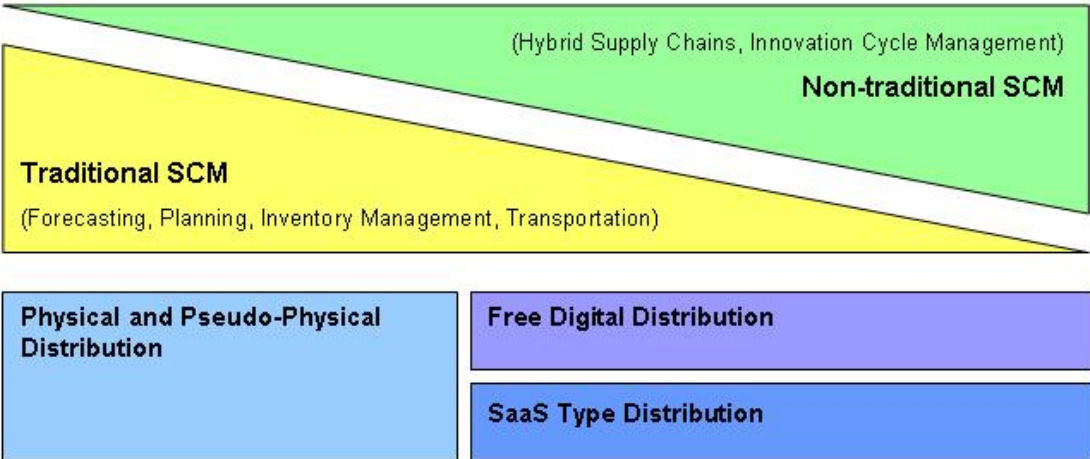 (Hybrid Supply Chains, Innovation Cycle Management)
Non-traditional SCM
Traditional SCM
(Forecasting, Planning, Inventory Management, Transportation)
Physical and Pseudo-Physical
Distribution
Free Digital Distribution
SaaS Type Distribution